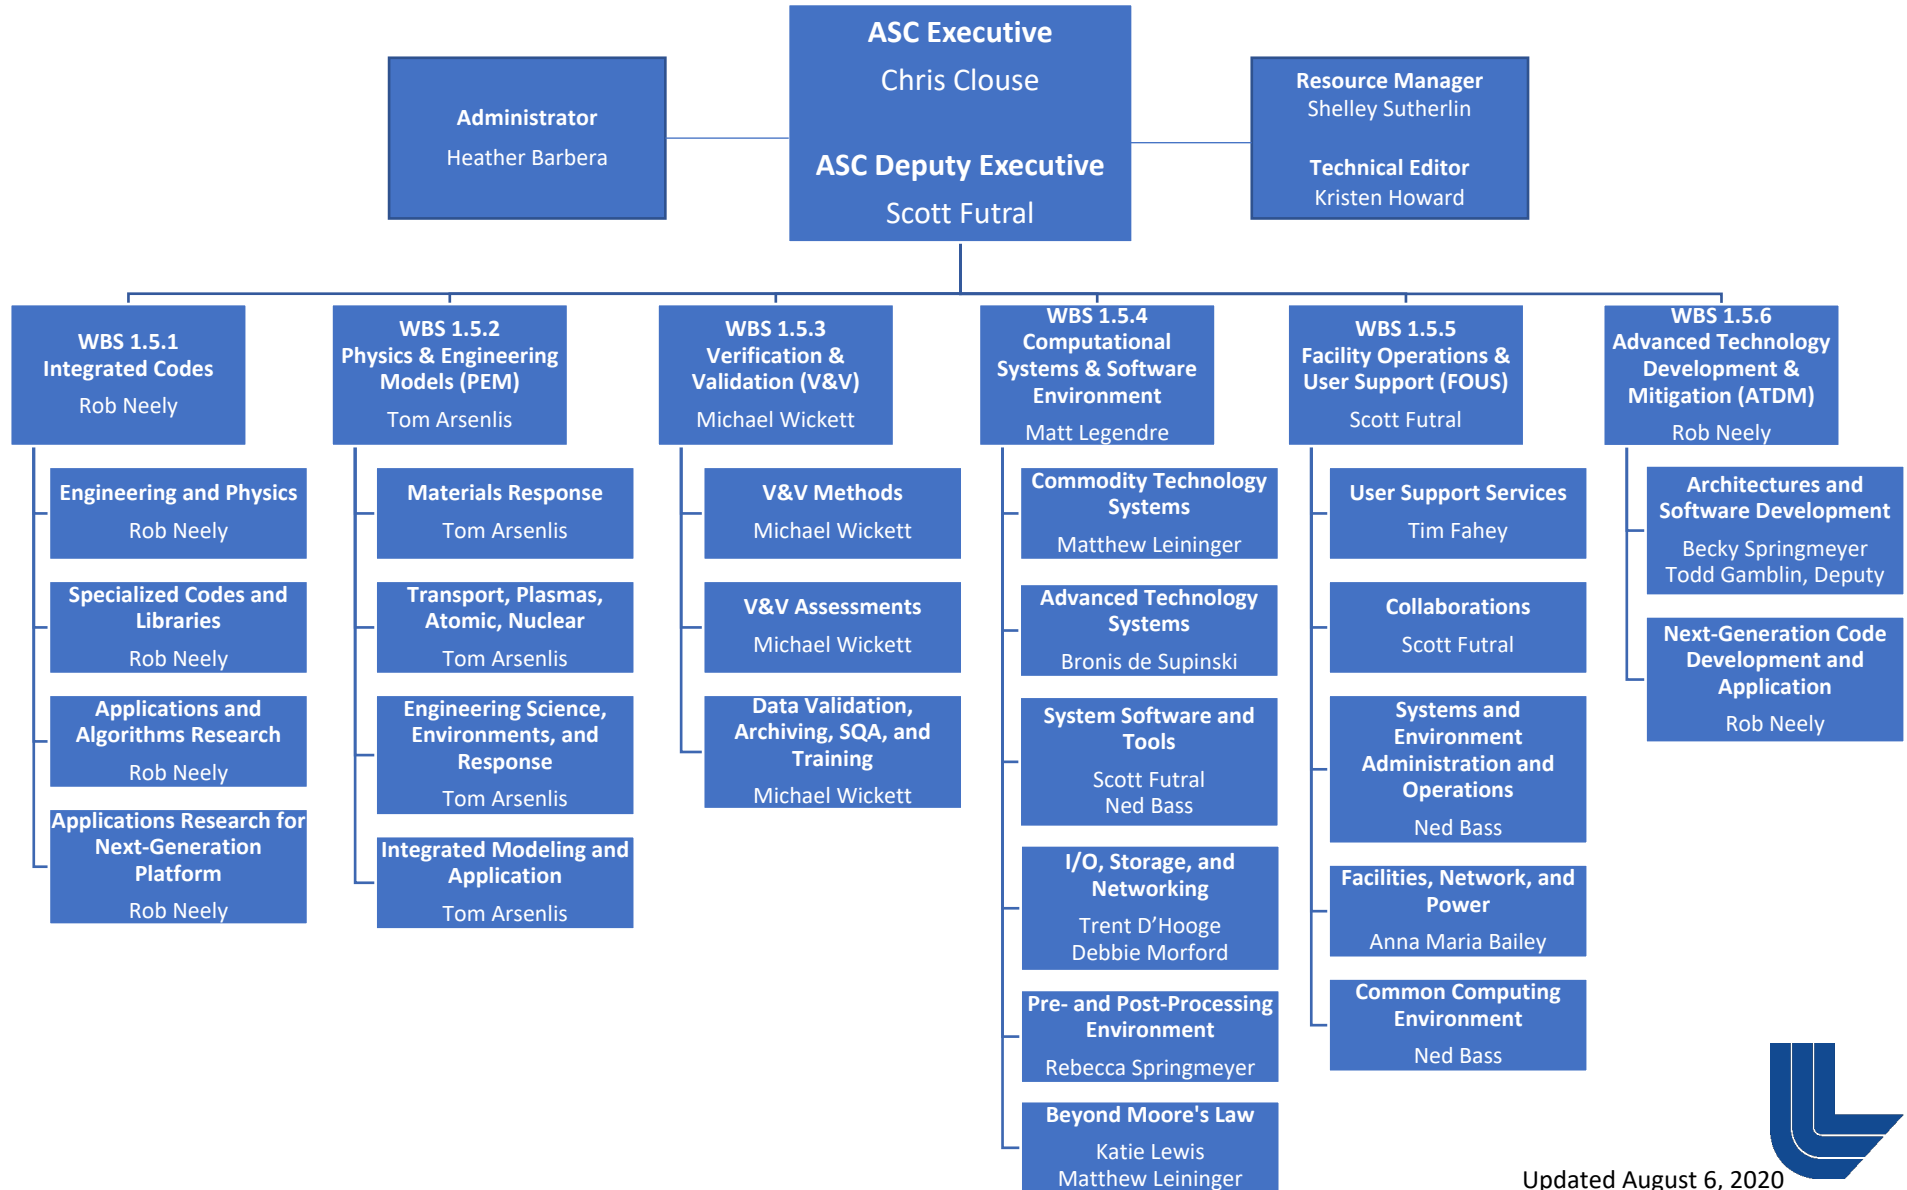 ASC Executive
Chris Clouse
ASC Deputy Executive
Scott Futral
Administrator
Heather Barbera
Resource Manager
Shelley Sutherlin
Technical Editor
Kristen Howard
WBS 1.5.1
Integrated Codes
Rob Neely
Engineering and Physics
Rob Neely
Specialized Codes and
Libraries
Rob Neely
Applications and
Algorithms Research
Rob Neely
Applications Research for
Next-Generation
Platform
Rob Neely
WBS 1.5.2
Physics & Engineering
Models (PEM)
Tom Arsenlis
Materials Response
Tom Arsenlis
Transport, Plasmas,
Atomic, Nuclear
Tom Arsenlis
Engineering Science,
Environments, and
Response
Tom Arsenlis
Integrated Modeling and
Application
Tom Arsenlis
WBS 1.5.3
Verification &
Validation (V&V)
Michael Wickett
V&V Methods
Michael Wickett
V&V Assessments
Michael Wickett
Data Validation,
Archiving, SQA, and
Training
Michael Wickett
WBS 1.5.4
Computational
Systems & Software
Environment
Matt Legendre
Commodity Technology
Systems
Matthew Leininger
Advanced Technology
Systems
Bronis de Supinski
System Software and
Tools
Scott Futral
Ned Bass
I/O, Storage, and
Networking
Trent D’Hooge
Debbie Morford
Pre- and Post-Processing
Environment
Rebecca Springmeyer
Beyond Moore's Law
Katie Lewis
Matthew Leininger
WBS 1.5.5
Facility Operations &
User Support (FOUS)
Scott Futral
User Support Services
Tim Fahey
Collaborations
Scott Futral
Systems and
Environment
Administration and
Operations
Ned Bass
Facilities, Network, and
Power
Anna Maria Bailey
Common Computing
Environment
Ned Bass
WBS 1.5.6
Advanced Technology
Development &
Mitigation (ATDM)
Rob Neely
Architectures and
Software Development
Becky Springmeyer
Todd Gamblin, Deputy
Next-Generation Code
Development and
Application
Rob Neely
Updated August 6, 2020